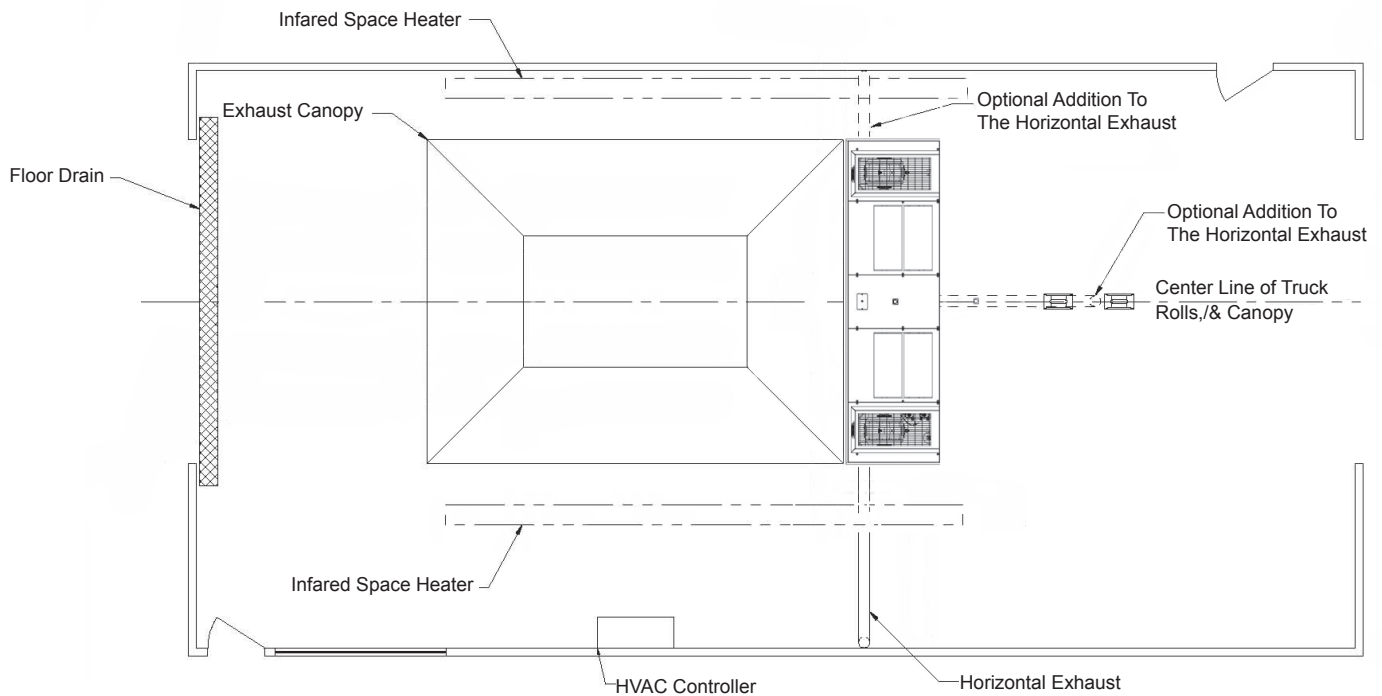 Infared Space Heater
Exhaust Canopy
Optional Addition To
The Horizontal Exhaust
Floor Drain
Optional Addition To
The Horizontal Exhaust
Center Line of Truck
Rolls,/& Canopy
Infared Space Heater
HVAC Controller
Horizontal Exhaust